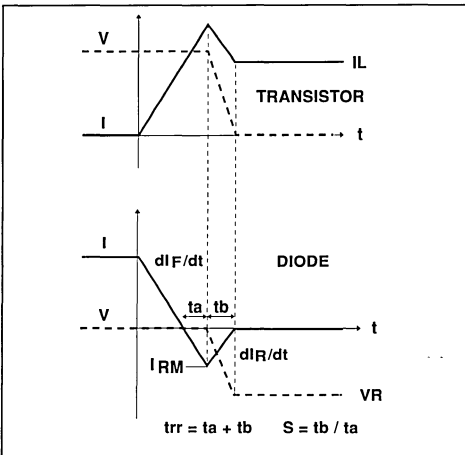 V
IL
TRANSISTOR
I
t
I
dIF/dt
DIODE
ta tb
V
t
IRM
dIR/dt
VR
trr = ta + tb S = tb / ta